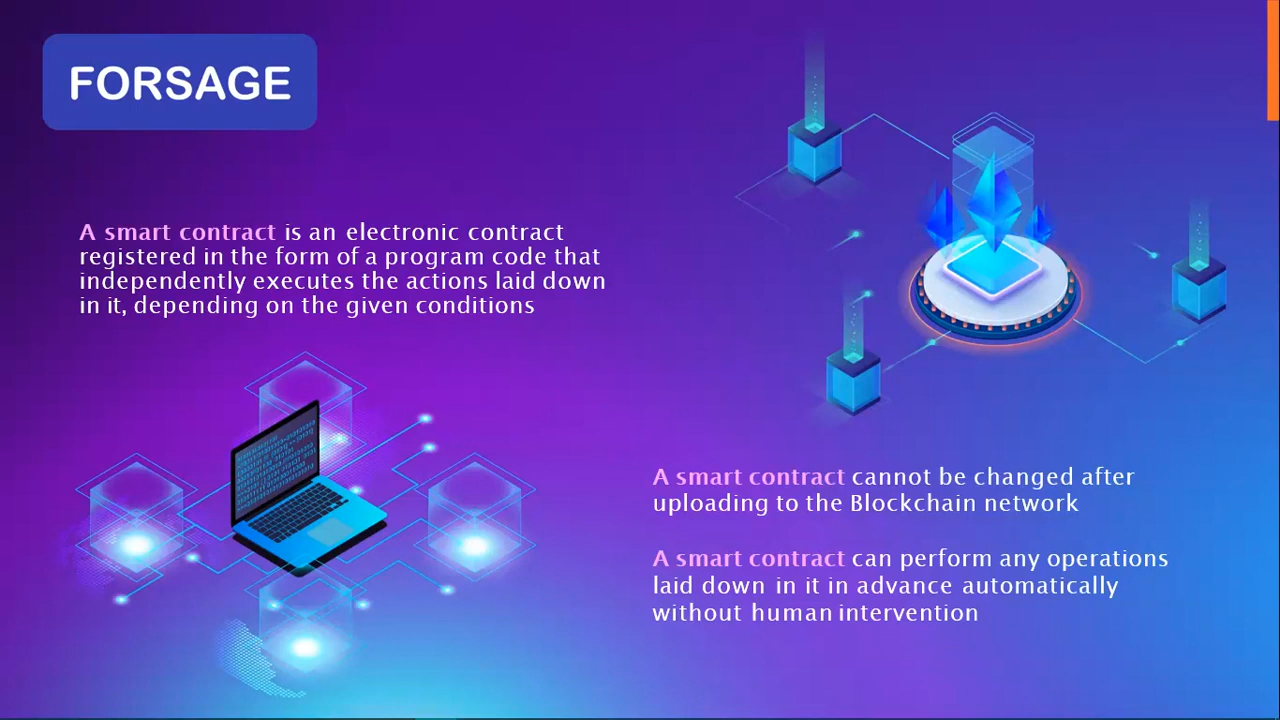 FORSAGE
A smart contract is an electronic contract
registered in the form of a program code that
independently executes the actions laid down
in it, depending on the given conditions
A smart contract cannot be changed after
uploading to the Blockchain network
A smart contract can perform any operations
laid down in it in advance automatically
without human intervention